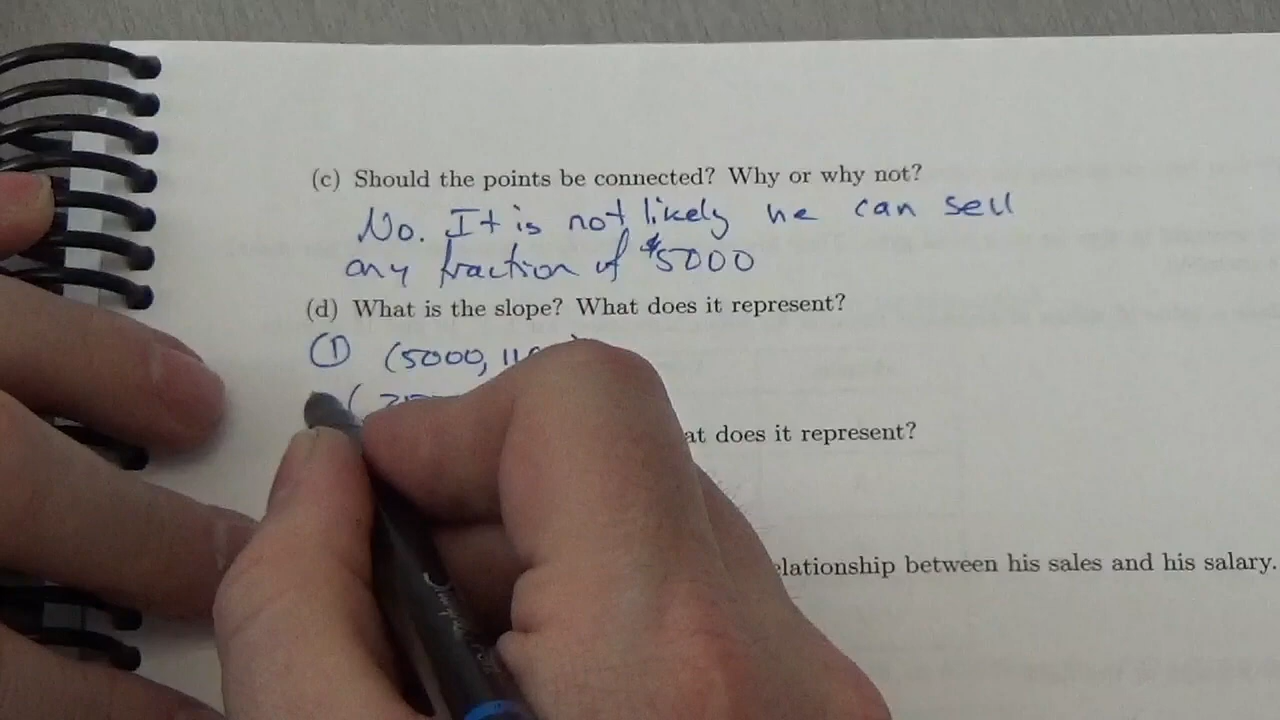 (c) Should the points be connected? Why or why not?
No. It is not likely he can sell
any fraction of $5000
(d) What is the slope? What does it represent?
① (5000,
does it represent?
between his sales and his salary.